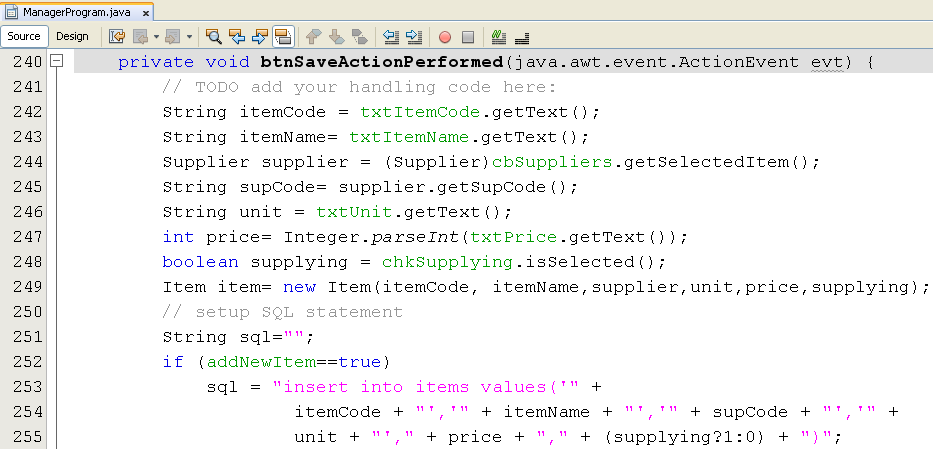 ManagerProgram.java x
Source Design
240 private void btnSaveActionPerformed(java.awt.event.ActionEvent evt) {
241 // TODO add your handling code here:
242 String itemCode = txtItemCode.getText();
243 String itemName= txtItemName.getText();
244 Supplier supplier = (Supplier)cbSuppliers.getSelectedItem();
245 String supCode= supplier.getSupCode();
246 String unit = txtUnit.getText();
247 int price= Integer.parseInt(txtPrice.getText());
248 boolean supplying = chkSupplying.isSelected();
249 Item item= new Item(itemCode, itemName,supplier,unit,price,supplying);
250 // setup SQL statement
251 String sql="";
252 if (addNewItem==true)
253 sql = "insert into items values('" +
254 itemCode + "','" + itemName + "','" + supCode + "','" +
255 unit + "'," + price + "," + (supplying?1:0) + ")";